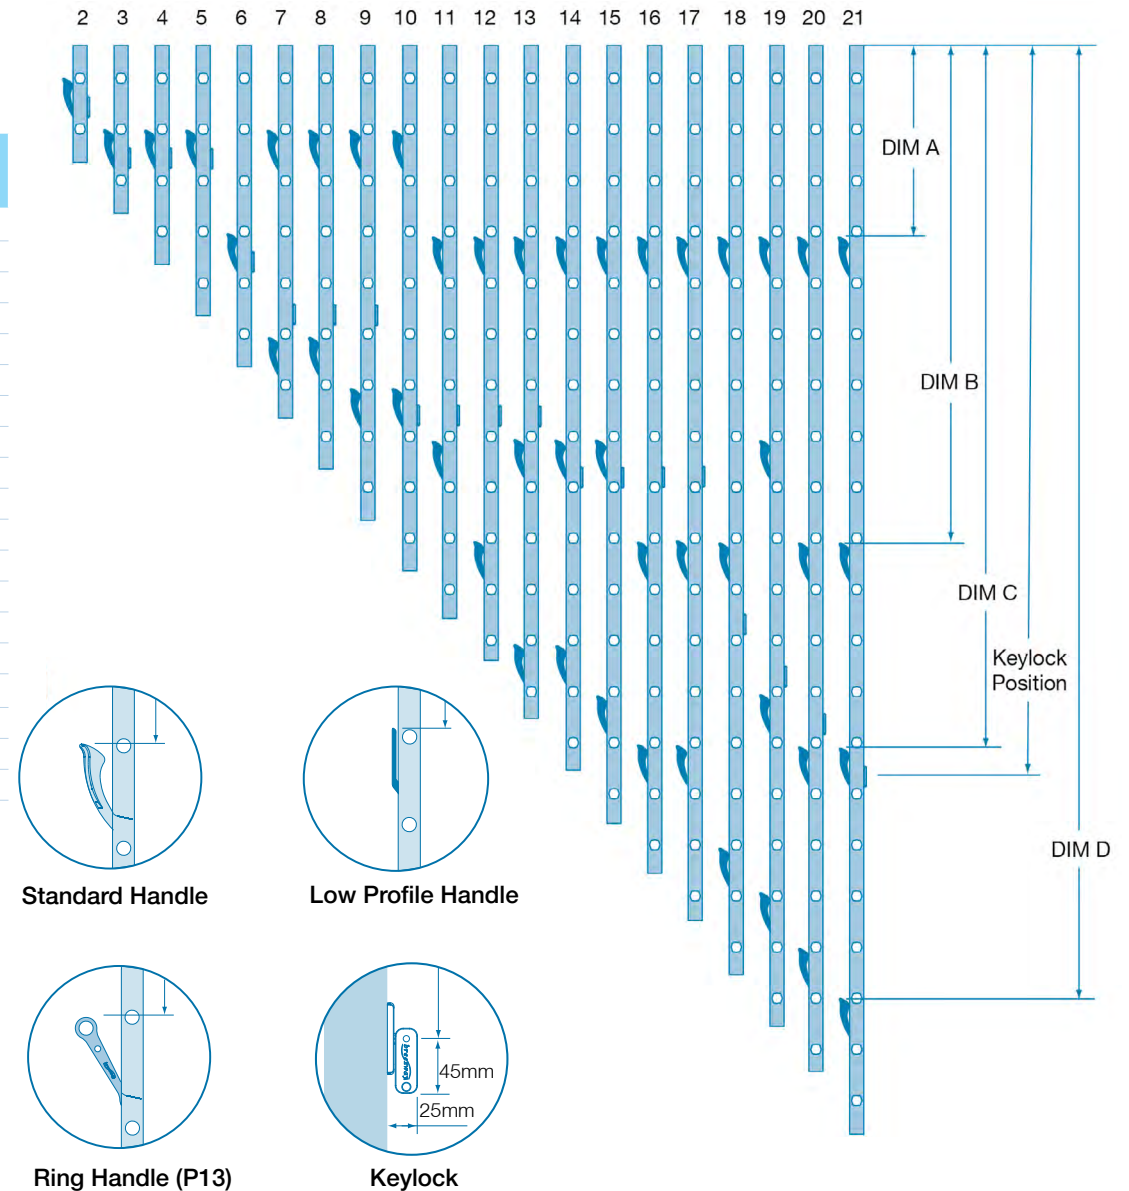 2 3 4 5 6 7 8 9 10 11 12 13 14 15 16 17 18 19 20 21
DIM A
DIM B
DIM C
Keylock
Position
DIM D
Standard Handle
Low Profile Handle
45mm
25mm
Ring Handle (P13)
Keylock